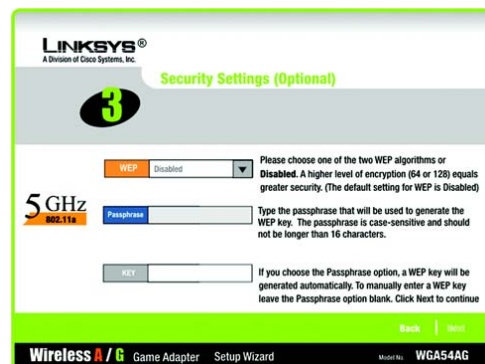 LINKSYS®
A Division of Cisco Systems, Inc.
Security Settings (Optional)
3
WEP Disabled
Please choose one of the two WEP algorithms or
Disabled. A higher level of encryption (64 or 128) equals
greater security. (The default setting for WEP is Disabled)
5 GHz
802.11a
Passphrase
Type the passphrase that will be used to generate the
WEP key. The passphrase is case-sensitive and should
not be longer than 16 characters.
KEY
If you choose the Passphrase option, a WEP key will be
generated automatically. To manually enter a WEP key
leave the Passphrase option blank. Click Next to continue
Back | Next
Wireless A / G Game Adapter Setup Wizard Model No. WGA54AG